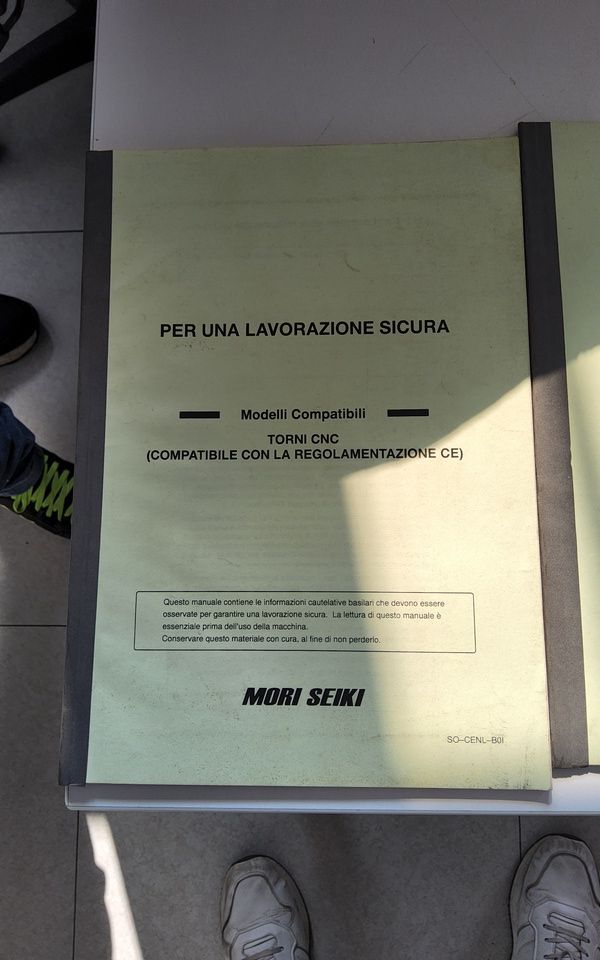 PER UNA LAVORAZIONE SICURA
Modelli Compatibili
TORNI CNC
(COMPATIBILE CON LA REGOLAMENTAZIONE CE)
Questo manuale contiene le informazioni cautelative basilari che devono essere
osservate per garantire una lavorazione sicura. La lettura di questo manuale è
essenziale prima dell'uso della macchina.
Conservare questo materiale con cura, al fine di non perderlo.
MORI SEIKI
SO-CENL-B0I